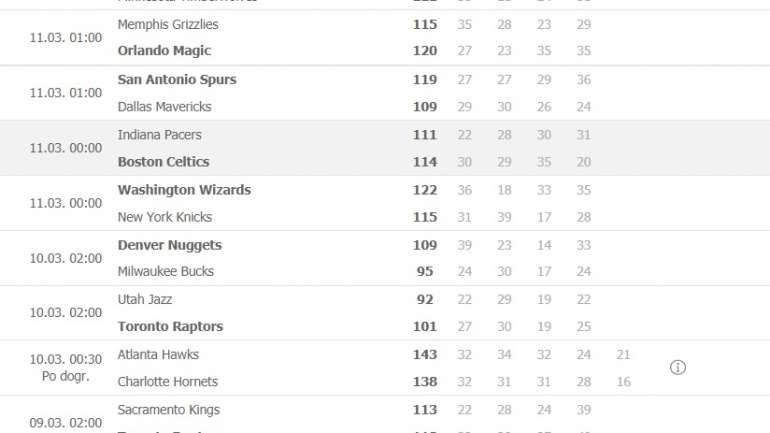 11.03. 01:00
Memphis Grizzlies 115 35 28 23 29
Orlando Magic 120 27 23 35 35
11.03. 01:00
San Antonio Spurs 119 27 27 29 36
Dallas Mavericks 109 29 30 26 24
11.03. 00:00
Indiana Pacers 111 22 28 30 31
Boston Celtics 114 30 29 35 20
11.03. 00:00
Washington Wizards 122 36 18 33 35
New York Knicks 115 31 39 17 28
10.03. 02:00
Denver Nuggets 109 39 23 14 33
Milwaukee Bucks 95 24 30 17 24
10.03. 02:00
Utah Jazz 92 22 29 19 22
Toronto Raptors 101 27 30 19 25
10.03. 00:30
Po dogr.
Atlanta Hawks 143 32 34 32 24 21
Charlotte Hornets 138 32 31 31 28 16
09.03. 02:00
Sacramento Kings 113 22 28 24 39